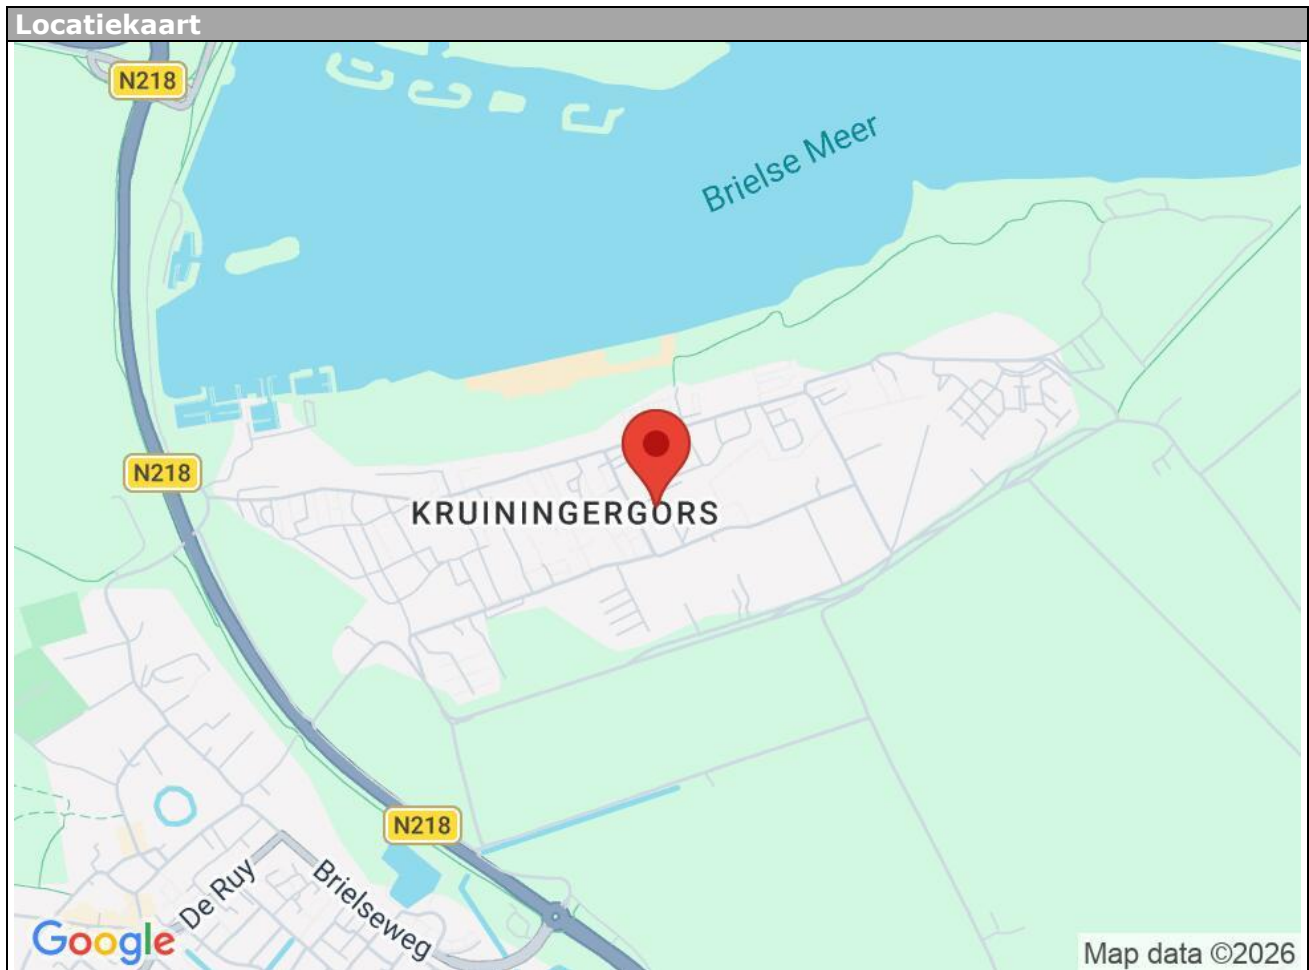 Locatiekaart
N218
Brielse Meer
N218
KRUININGERGORS
N218
De Ruy
Brielseweg
Google
Map data ©2026